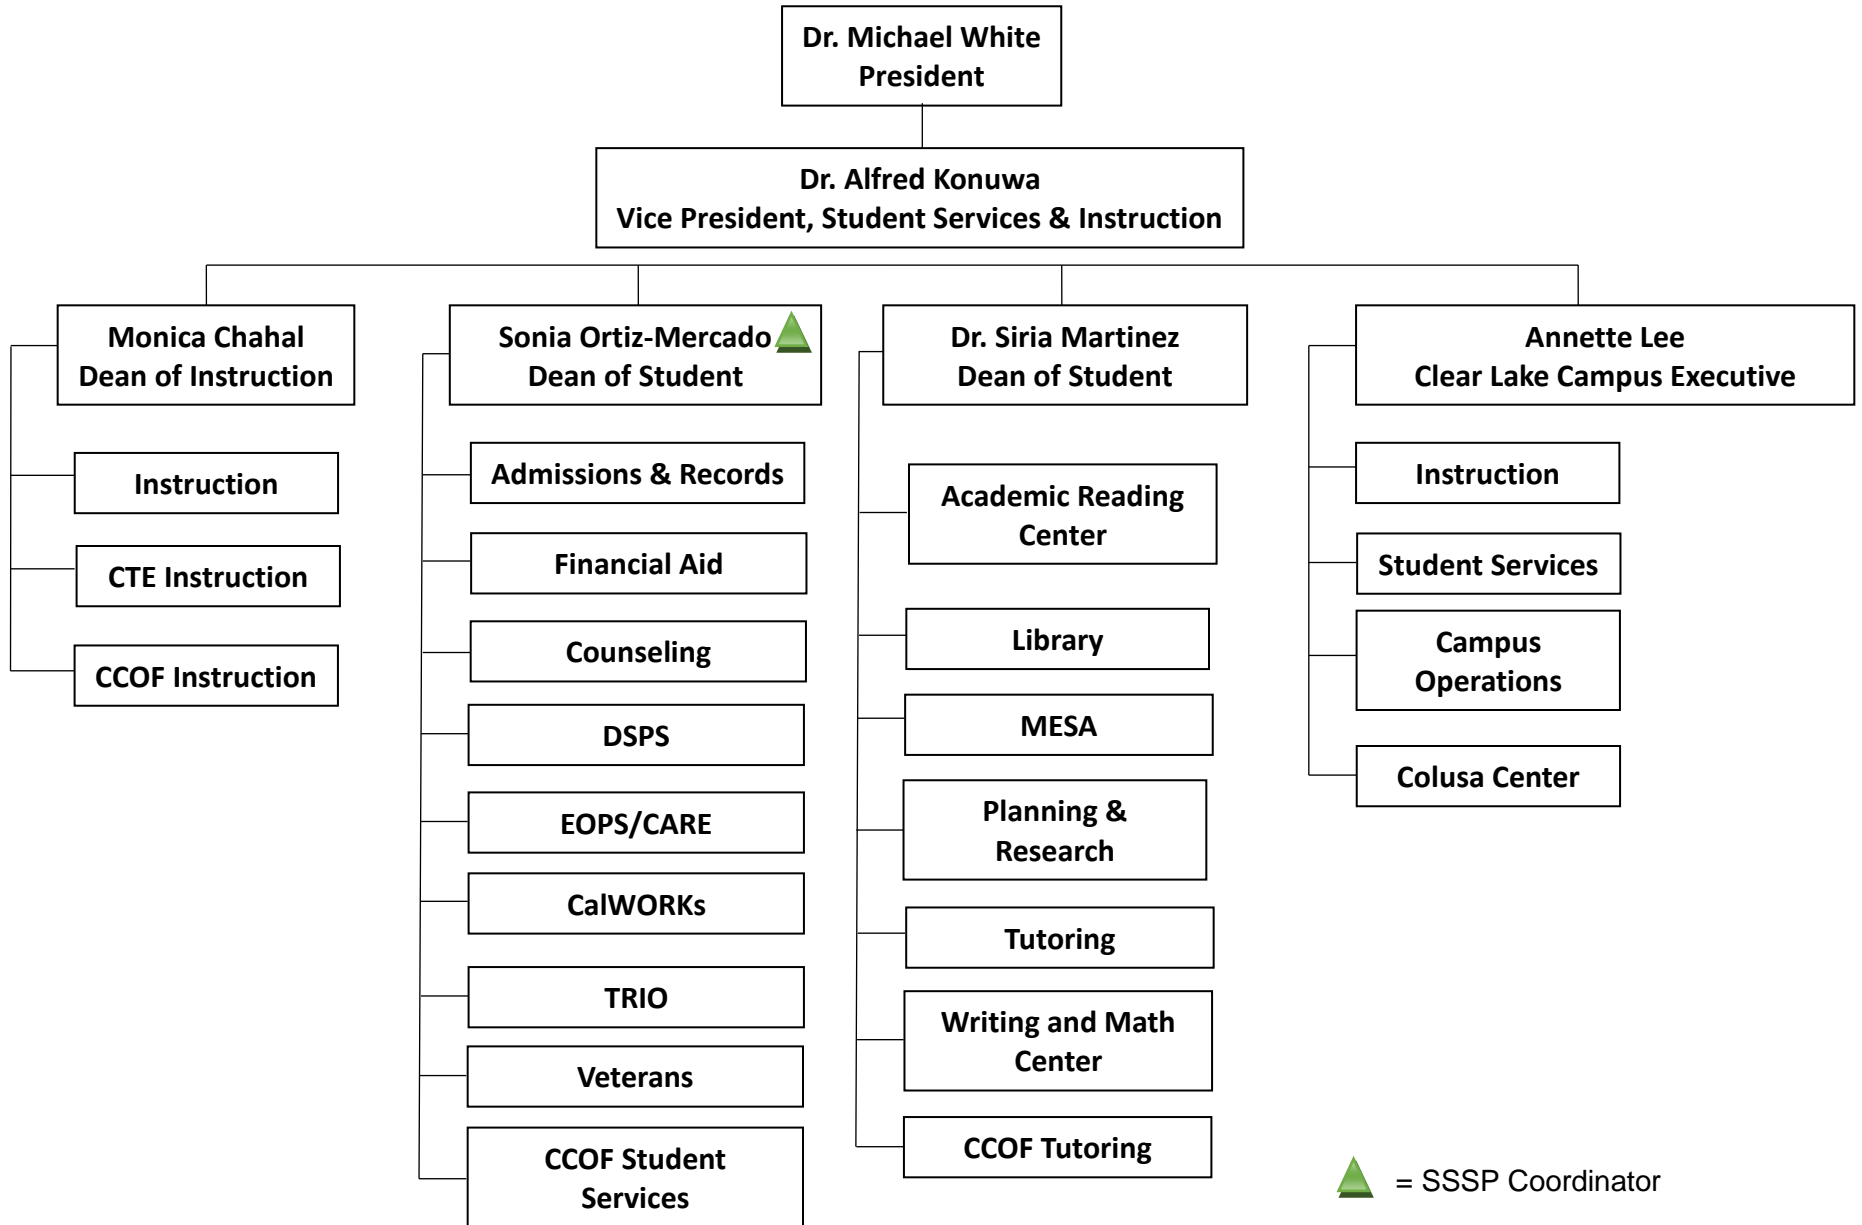 Dr. Michael White
President
Dr. Alfred Konuwa
Vice President, Student Services & Instruction
Monica Chahal
Dean of Instruction
Instruction
CTE Instruction
CCOF Instruction
Sonia Ortiz-Mercado
Dean of Student
Admissions & Records
Financial Aid
Counseling
DSPS
EOPS/CARE
CalWORKs
TRIO
Veterans
CCOF Student
Services
Dr. Siria Martinez
Dean of Student
Academic Reading
Center
Library
MESA
Planning &
Research
Tutoring
Writing and Math
Center
CCOF Tutoring
Annette Lee
Clear Lake Campus Executive
Instruction
Student Services
Campus
Operations
Colusa Center
= SSSP Coordinator